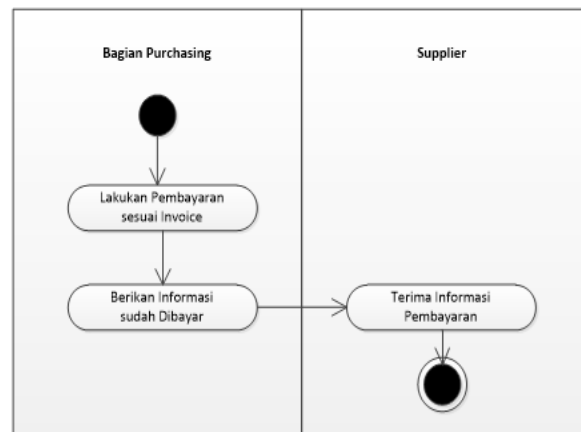 Bagian Purchasing
Supplier
Lakukan Pembayaran
sesuai Invoice
Berikan Informasi
sudah Dibayar
Terima Informasi
Pembayaran